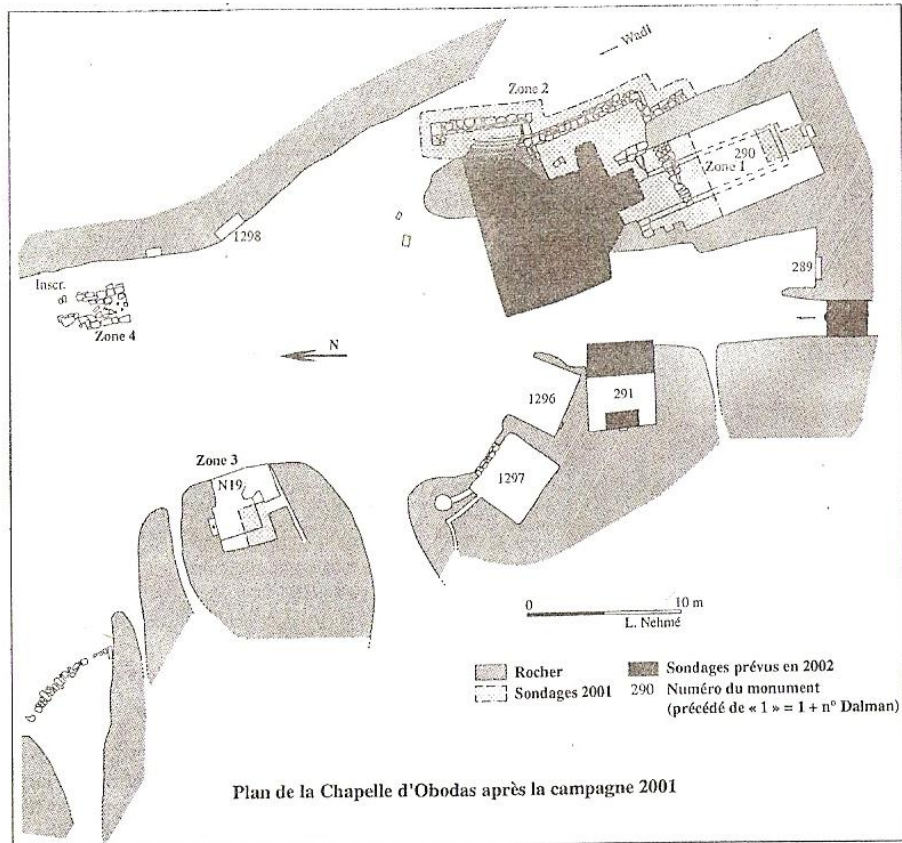 Wadi
Zone 2
290
Zone 1
1298
289
Inscr.
Zone 4
N
1296
291
Zone 3
1297
N19
0 10 m
L. Nehmé
Rocher
Sondages prévus en 2002
Sondages 2001
290 Numéro du monument
(précédé de « 1 » = 1 + n° Dalman)
Plan de la Chapelle d'Obodas après la campagne 2001